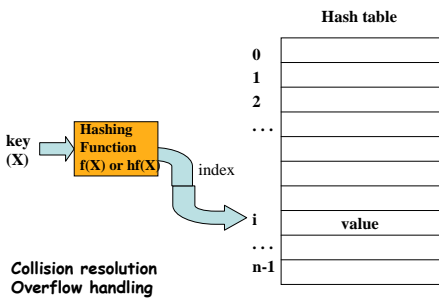 Hash table
0
1
2
. . .
key
(X)
Hashing
Function
f(X) or hf(X)
index
i
value
. . .
n-1
Collision resolution
Overflow handling